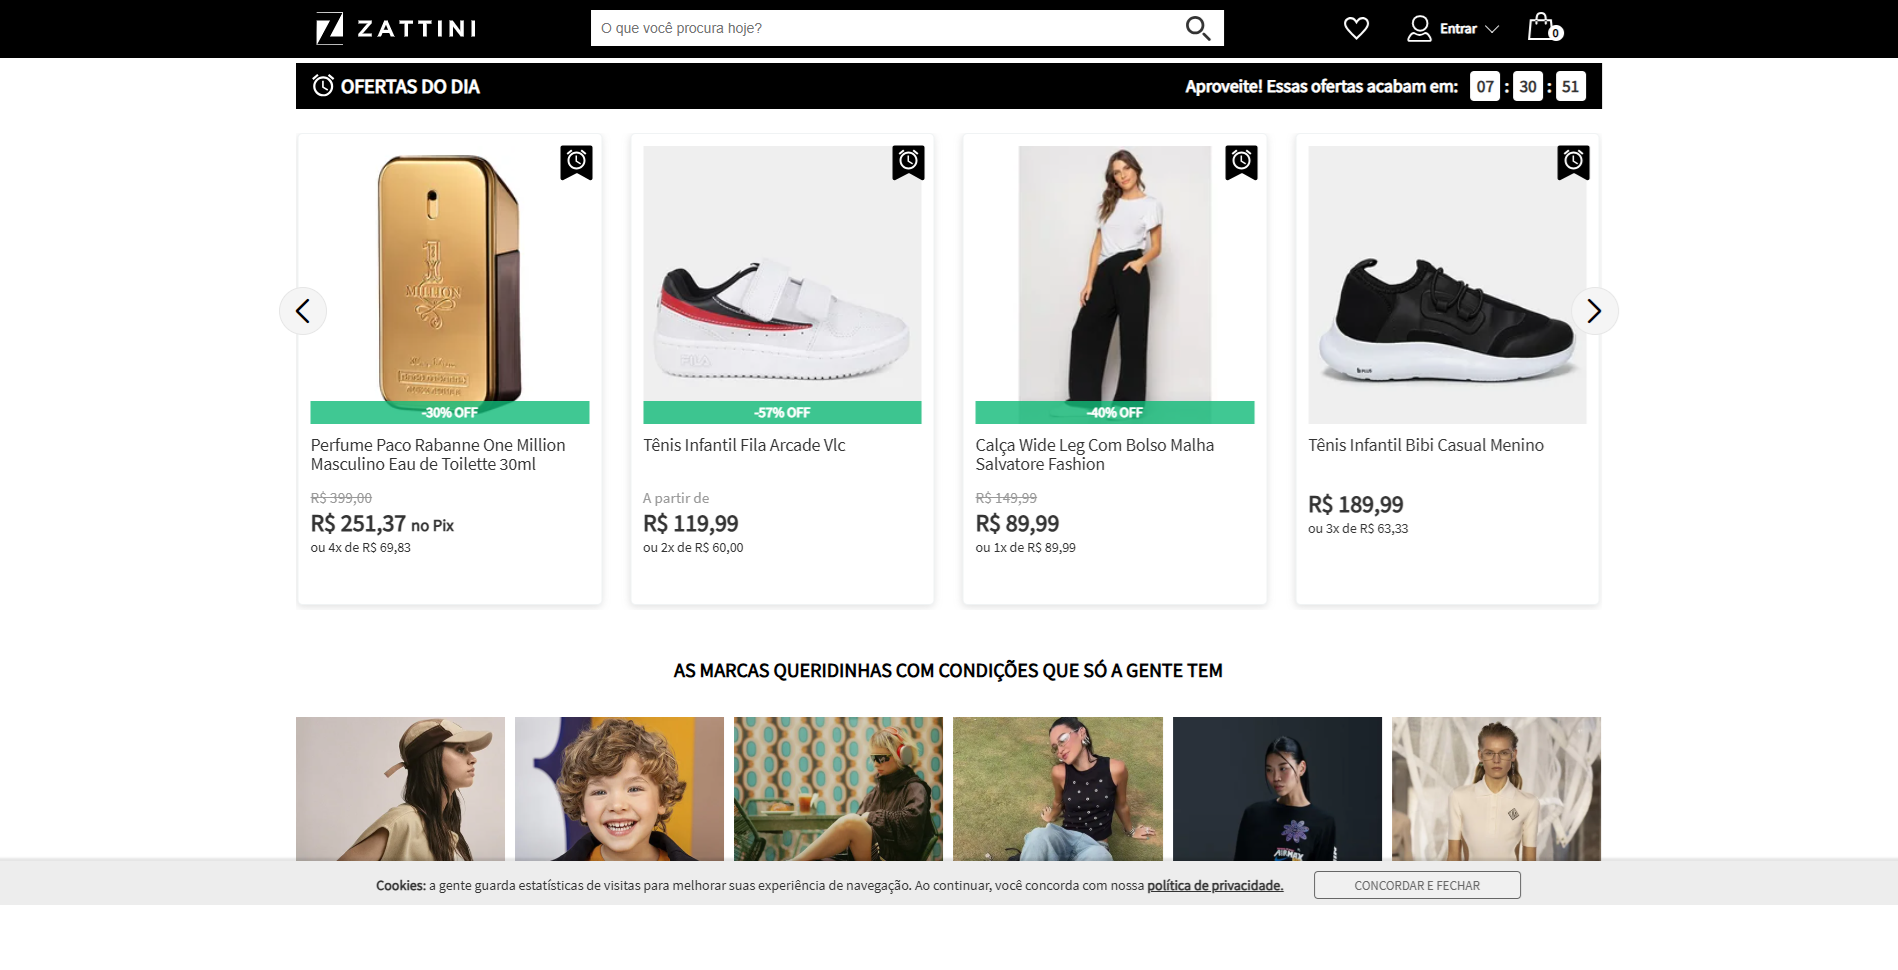 ZATTINI
O que você procura hoje?
Entrar
0
OFERTAS DO DIA
Aproveite! Essas ofertas acabam em: 07 : 30 : 51
1
MILLION
-30% OFF
Perfume Paco Rabanne One Million
Masculino Eau de Toilette 30ml
R$ 399,00
R$ 251,37 no Pix
ou 4x de R$ 69,83
FILA
-57% OFF
Tênis Infantil Fila Arcade Vlc
A partir de
R$ 119,99
ou 2x de R$ 60,00
-40% OFF
Calça Wide Leg Com Bolso Malha
Salvatore Fashion
R$ 149,99
R$ 89,99
ou 1x de R$ 89,99
Tênis Infantil Bibi Casual Menino
R$ 189,99
ou 3x de R$ 63,33
AS MARCAS QUERIDINHAS COM CONDIÇÕES QUE SÓ A GENTE TEM
AIR MAX
Cookies: a gente guarda estatísticas de visitas para melhorar suas experiência de navegação. Ao continuar, você concorda com nossa política de privacidade.
CONCORDAR E FECHAR